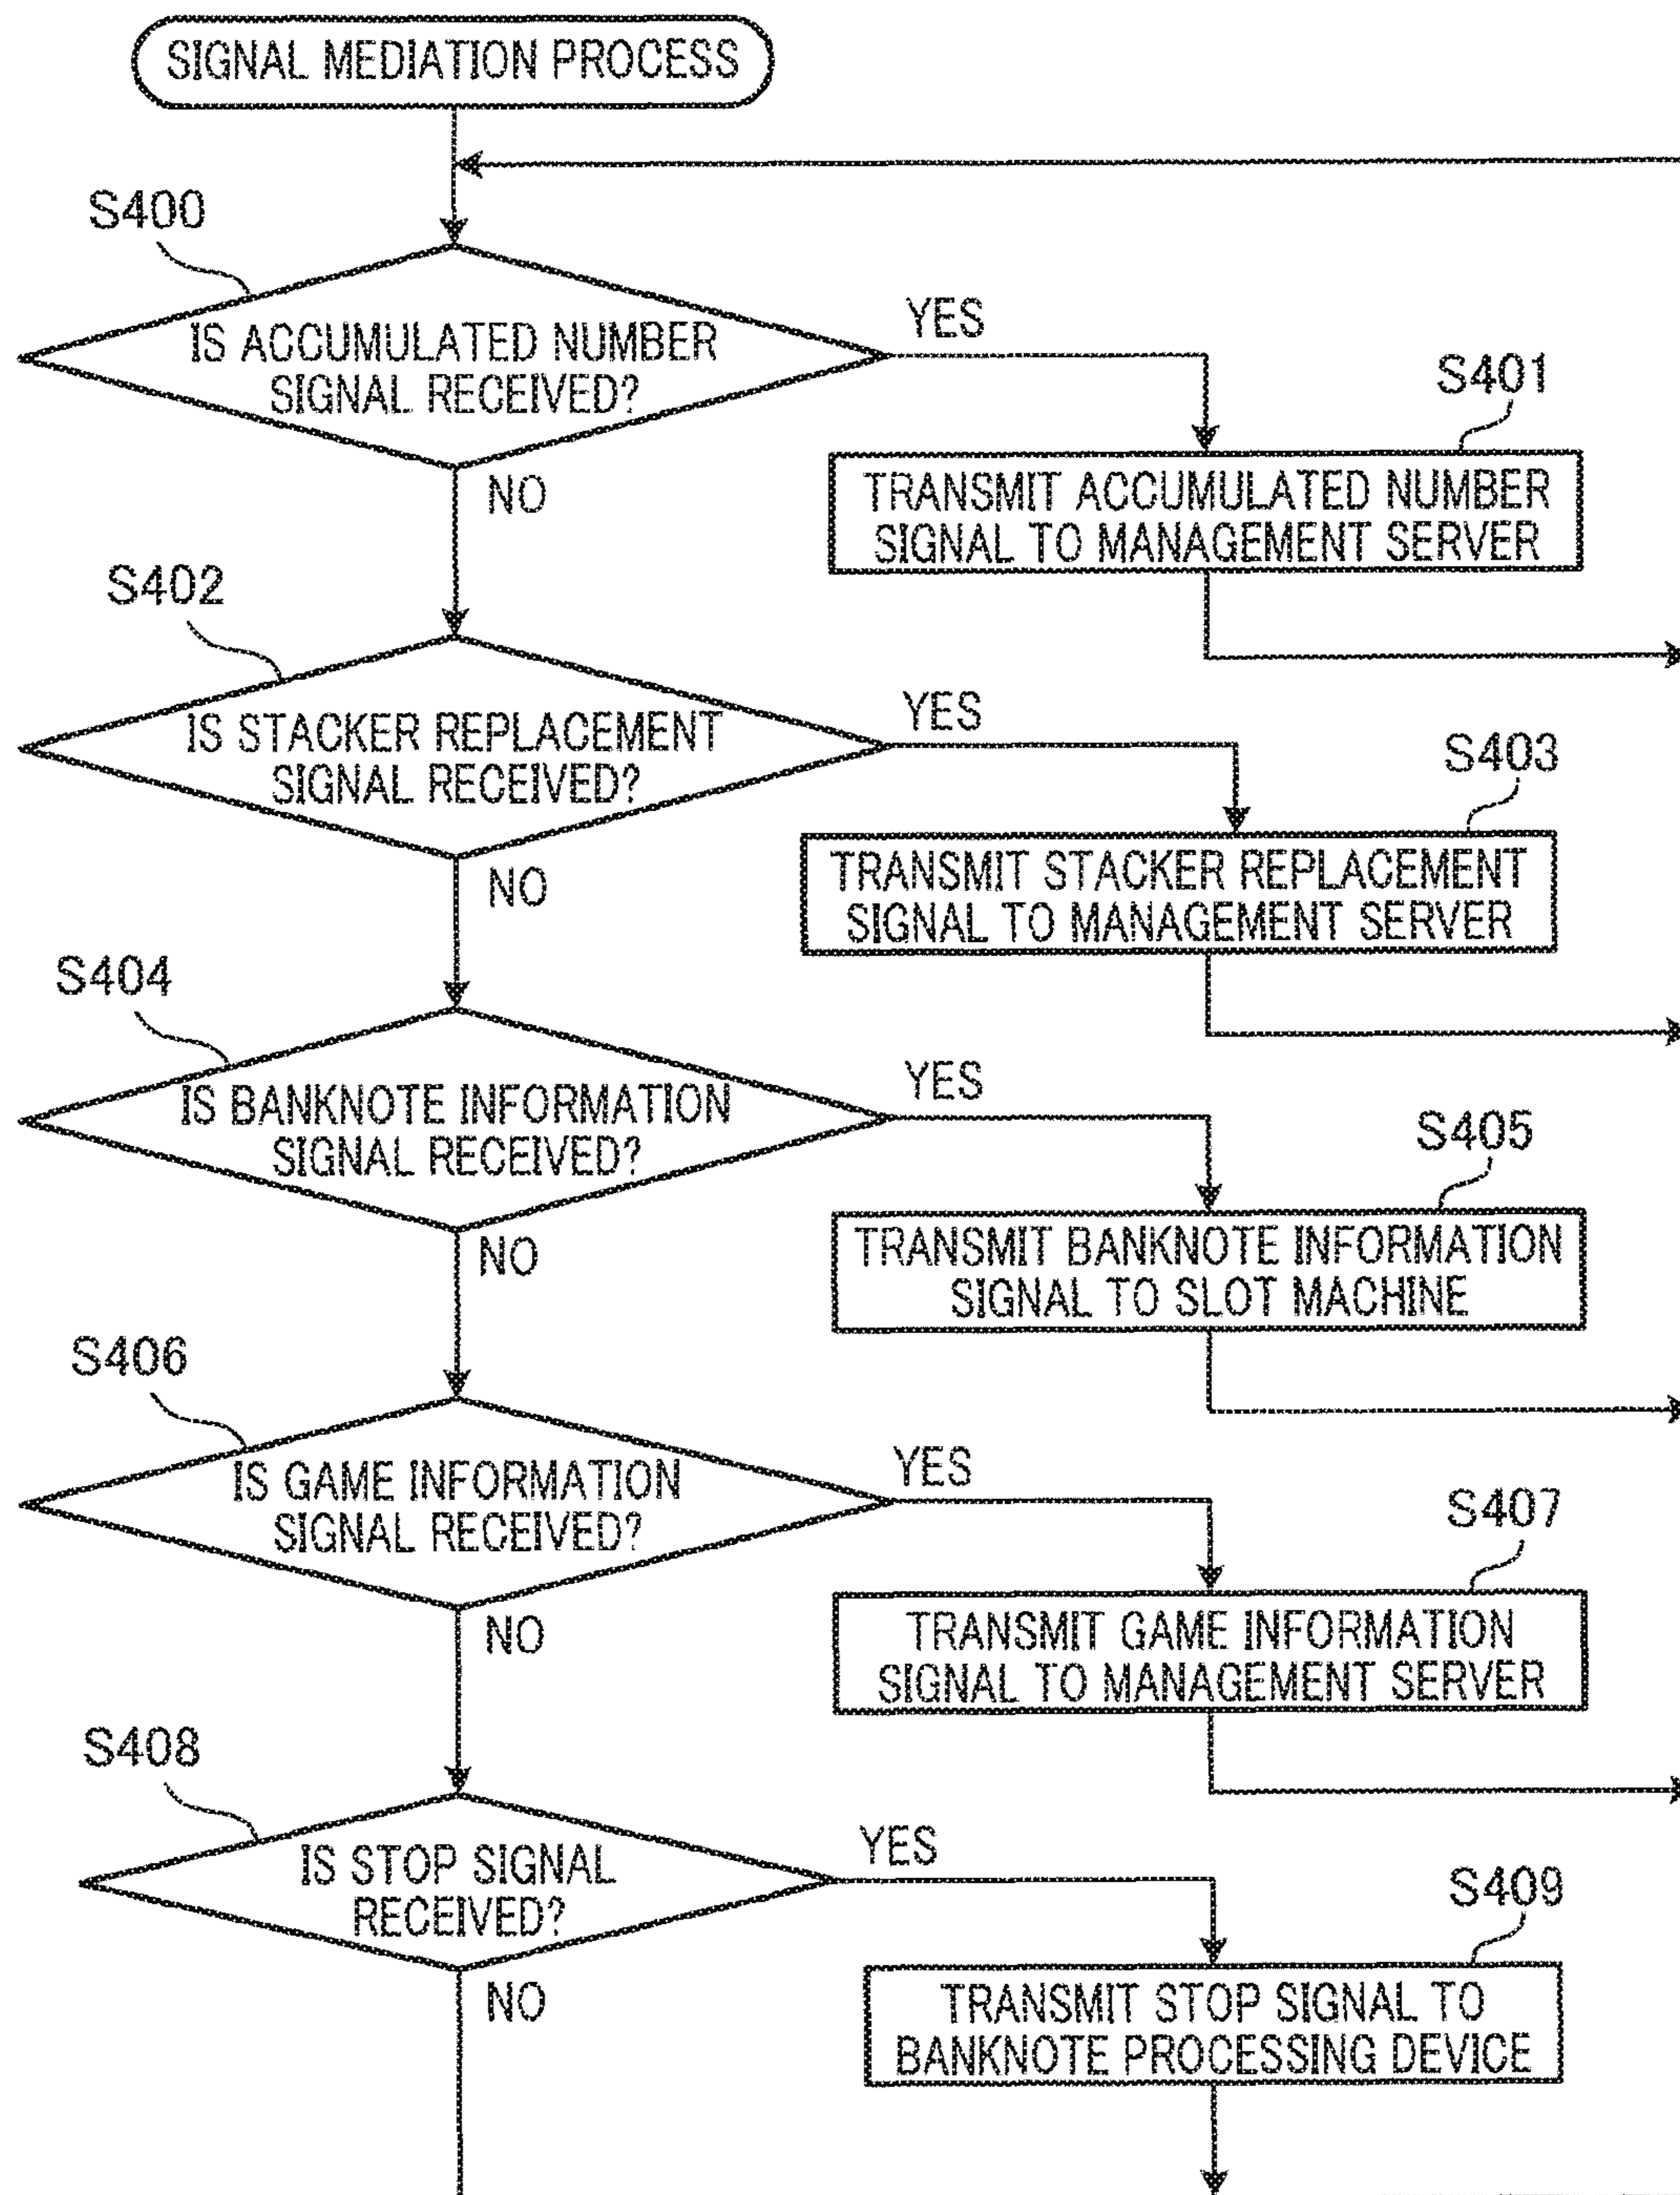 SIGNAL MEDIATION PROCESS
S400
IS ACCUMULATED NUMBER
SIGNAL RECEIVED?
YES
NO
S401
TRANSMIT ACCUMULATED NUMBER
SIGNAL TO MANAGEMENT SERVER
S402
IS STACKER REPLACEMENT
SIGNAL RECEIVED?
YES
NO
S403
TRANSMIT STACKER REPLACEMENT
SIGNAL TO MANAGEMENT SERVER
S404
IS BANKNOTE INFORMATION
SIGNAL RECEIVED?
YES
NO
S405
TRANSMIT BANKNOTE INFORMATION
SIGNAL TO SLOT MACHINE
S406
IS GAME INFORMATION
SIGNAL RECEIVED?
YES
NO
S407
TRANSMIT GAME INFORMATION
SIGNAL TO MANAGEMENT SERVER
S408
IS STOP SIGNAL
RECEIVED?
YES
NO
S409
TRANSMIT STOP SIGNAL TO
BANKNOTE PROCESSING DEVICE